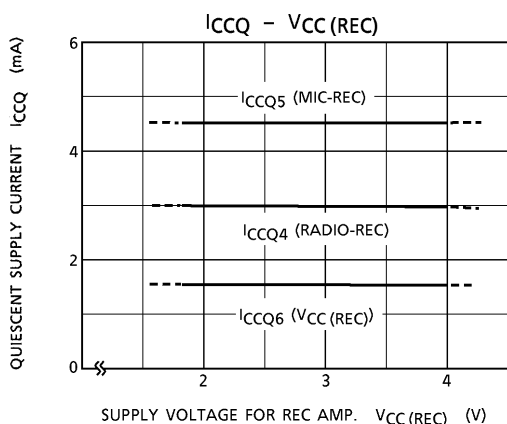 ICCQ – VCC (REC)
QUIESCENT SUPPLY CURRENT ICCQ (mA)
6
4
2
0
ICCQ5 (MIC-REC)
ICCQ4 (RADIO-REC)
ICCQ6 (VCC (REC))
2 3 4
SUPPLY VOLTAGE FOR REC AMP. VCC (REC) (V)